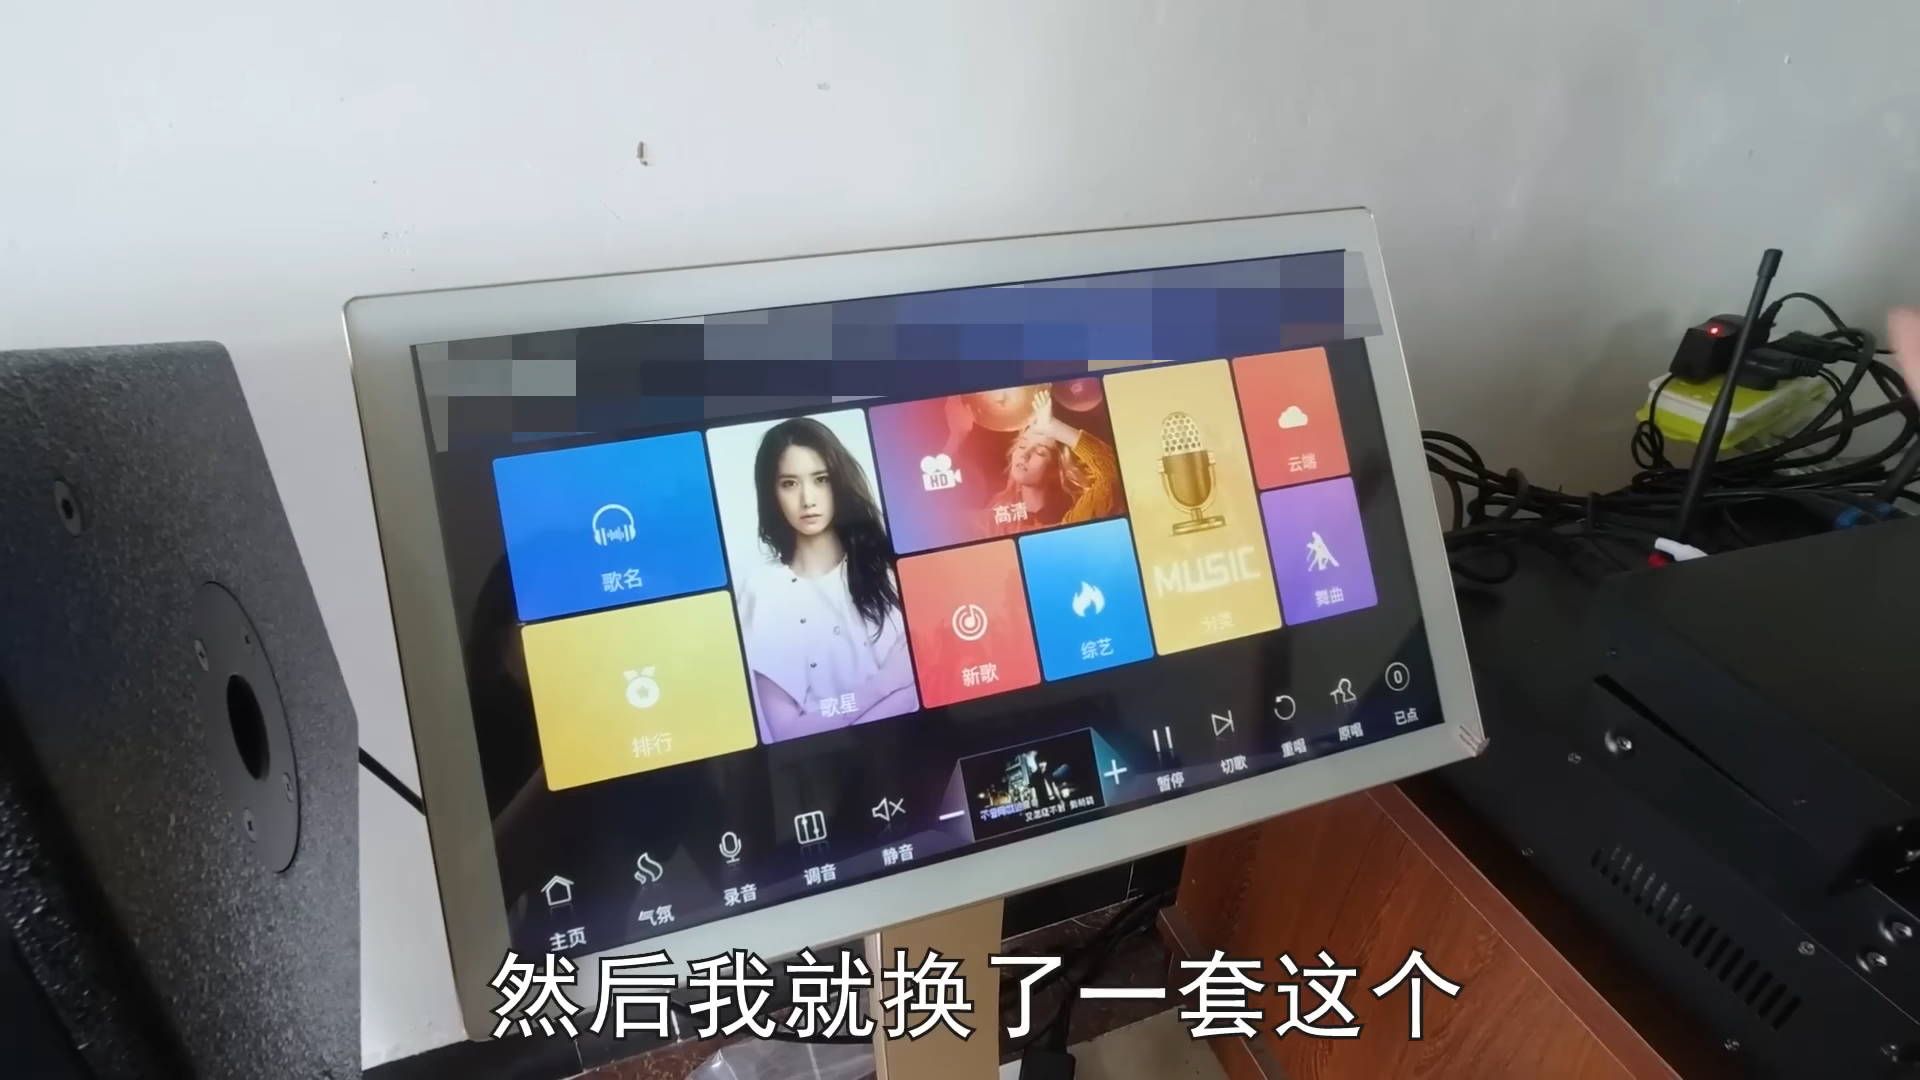 歌名
排行
歌星
HD
高清
新歌
综艺
MUSIC
分类
云端
舞曲
主页
气氛
录音
调音
静音
暂停
切歌
重唱
原唱
0
已点
然后我就换了一套这个